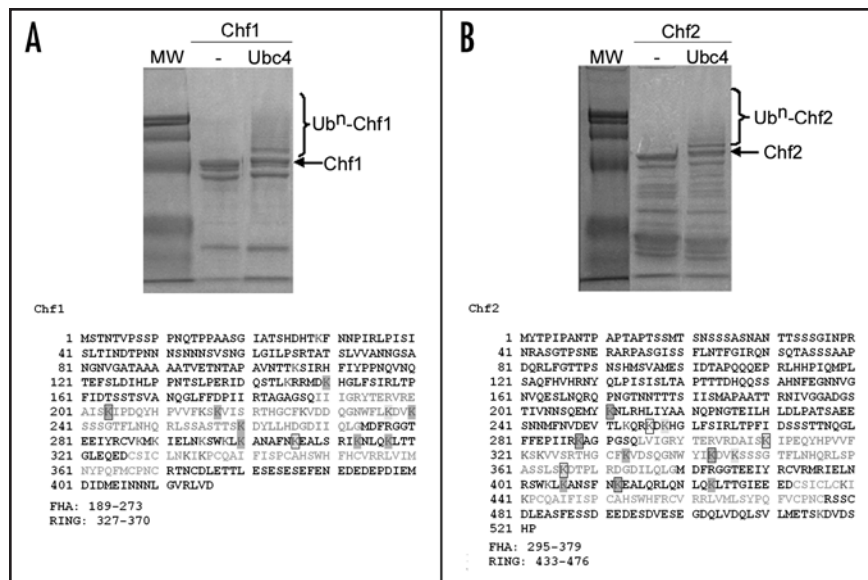 A
Chf1
MW - Ubc4
Ubⁿ-Chf1
Chf1
Chf1
1 MSTNTVPSSP PNQTPPAASG IATSHDHTKF NNPIRLPISI
41 SLTINDTPNN NSNNNSVSNG LGILPSRTAT SLVVANNGSA
81 NGNVGATAAA AATVETNTAP AVNTTKSIRH FIYPPNQVNQ
121 TEFSLDIHLP PNTSLPERID QSTLKRRMDK HGLFSIRLTP
161 FIDTSSTSVA NQGLFFDPII RTAGAGSQII IGRYTERVRE
201 AISKIPDQYH PVVFKSKVIS RTHGCFKVDD QGNWFLKDVK
241 SSSGTFLNHQ RLSSASTTSK DYLLHDGDII QLGMDFRGGT
281 EEIYRCVKMK IELNKSWKLK ANAFNKEALS RIKNLQKLTT
321 GLEQEDCSIC LNKIKPCQAI FISPCAHSWH FHCVRRLVIM
361 NYPQFMCPNC RTNCDLETTL ESESESEFEN EDEDEPDIEM
401 DIDMEINNNL GVRLVD
FHA: 189-273
RING: 327-370
B
Chf2
MW - Ubc4
Ubⁿ-Chf2
Chf2
Chf2
1 MYTPIPANTP APTAPTSSMT SNSSSASNAN TTSSSGINPR
41 NRASGTPSNE RARPASGISS FLNTFGIRQN SQTASSSAAP
81 DQRLFGTTPS NSHMSVAMES IDTAPQQQEP RLHHPIQMPL
121 SAQFHVHRNY QLPISISLTA PTTTDHQQSS AHTFTGNNVQ
161 NVQESLNQRQ PNGTNNTTTS IISMAPAATT RNIVGGADGS
201 TIVNNSQEMY KNLRHLIYAA NQPNGTEILH LDLPATSAEE
241 SNNMFNVDEV TLKQRKDKHG LFSIRLTPFI DSSSTTNQGL
281 FFEPIIRKAG PGSQLVIGRY TERVRDAISK IPEQYHPVVF
321 KSKVVSRTHG CFKVDSQGNW YIKDVKSSSG TFLNHQRLSP
361 ASSLSKDTPL RDGDILQLGM DFRGGTEEIY RCVRMRIELN
401 RSWKLKANSF NKEALQRLQN LQKLTTGIEE EDCSICLCKI
441 KPCQAIFISP CAHSWHFRCV RRLVMLSYPQ FVCPNCRSSC
481 DLEASFESSD EEDESDVESE GDQLVDQLSV LMETSKDVDS
521 HP
FHA: 295-379
RING: 433-476